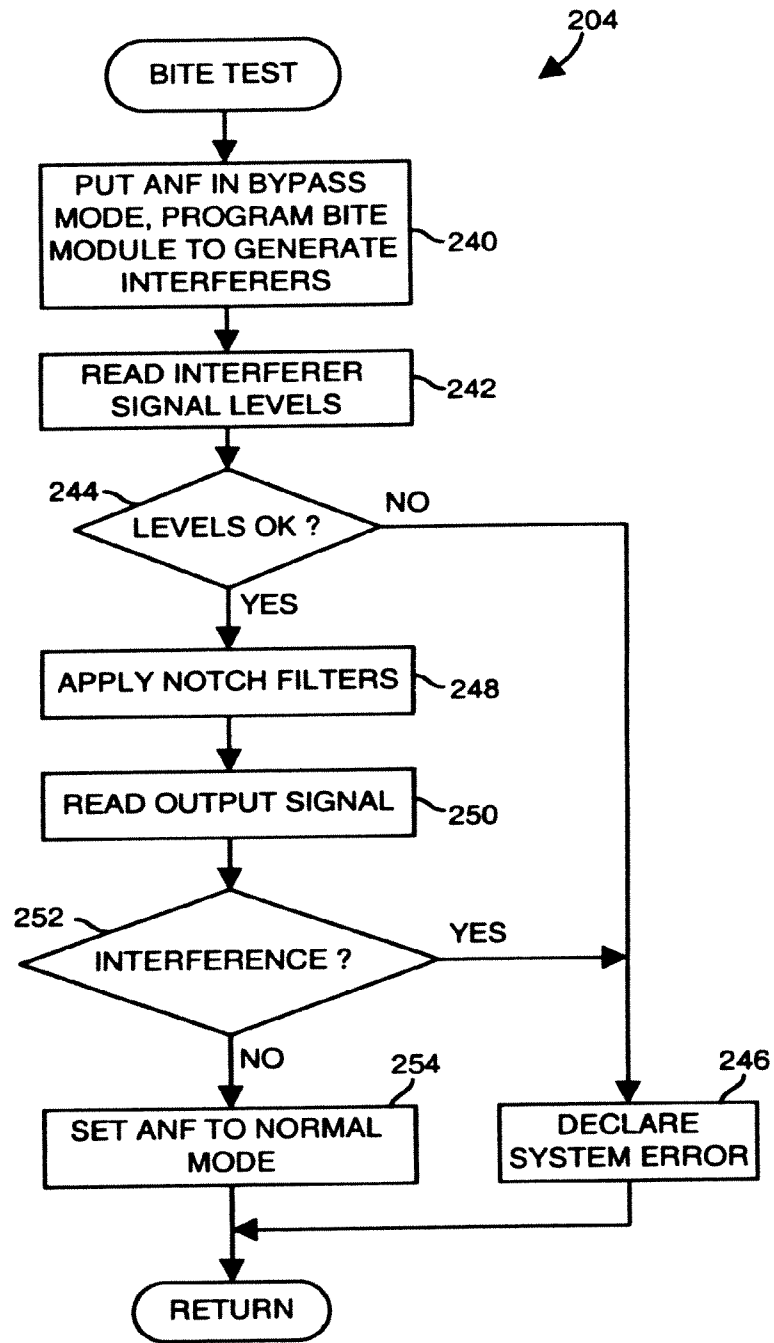 204
BITE TEST
PUT ANF IN BYPASS
MODE, PROGRAM BITE
MODULE TO GENERATE
INTERFERERS
240
READ INTERFERER
SIGNAL LEVELS
242
244
LEVELS OK ?
NO
YES
APPLY NOTCH FILTERS
248
READ OUTPUT SIGNAL
250
252
INTERFERENCE ?
YES
NO
254
SET ANF TO NORMAL
MODE
246
DECLARE
SYSTEM ERROR
RETURN